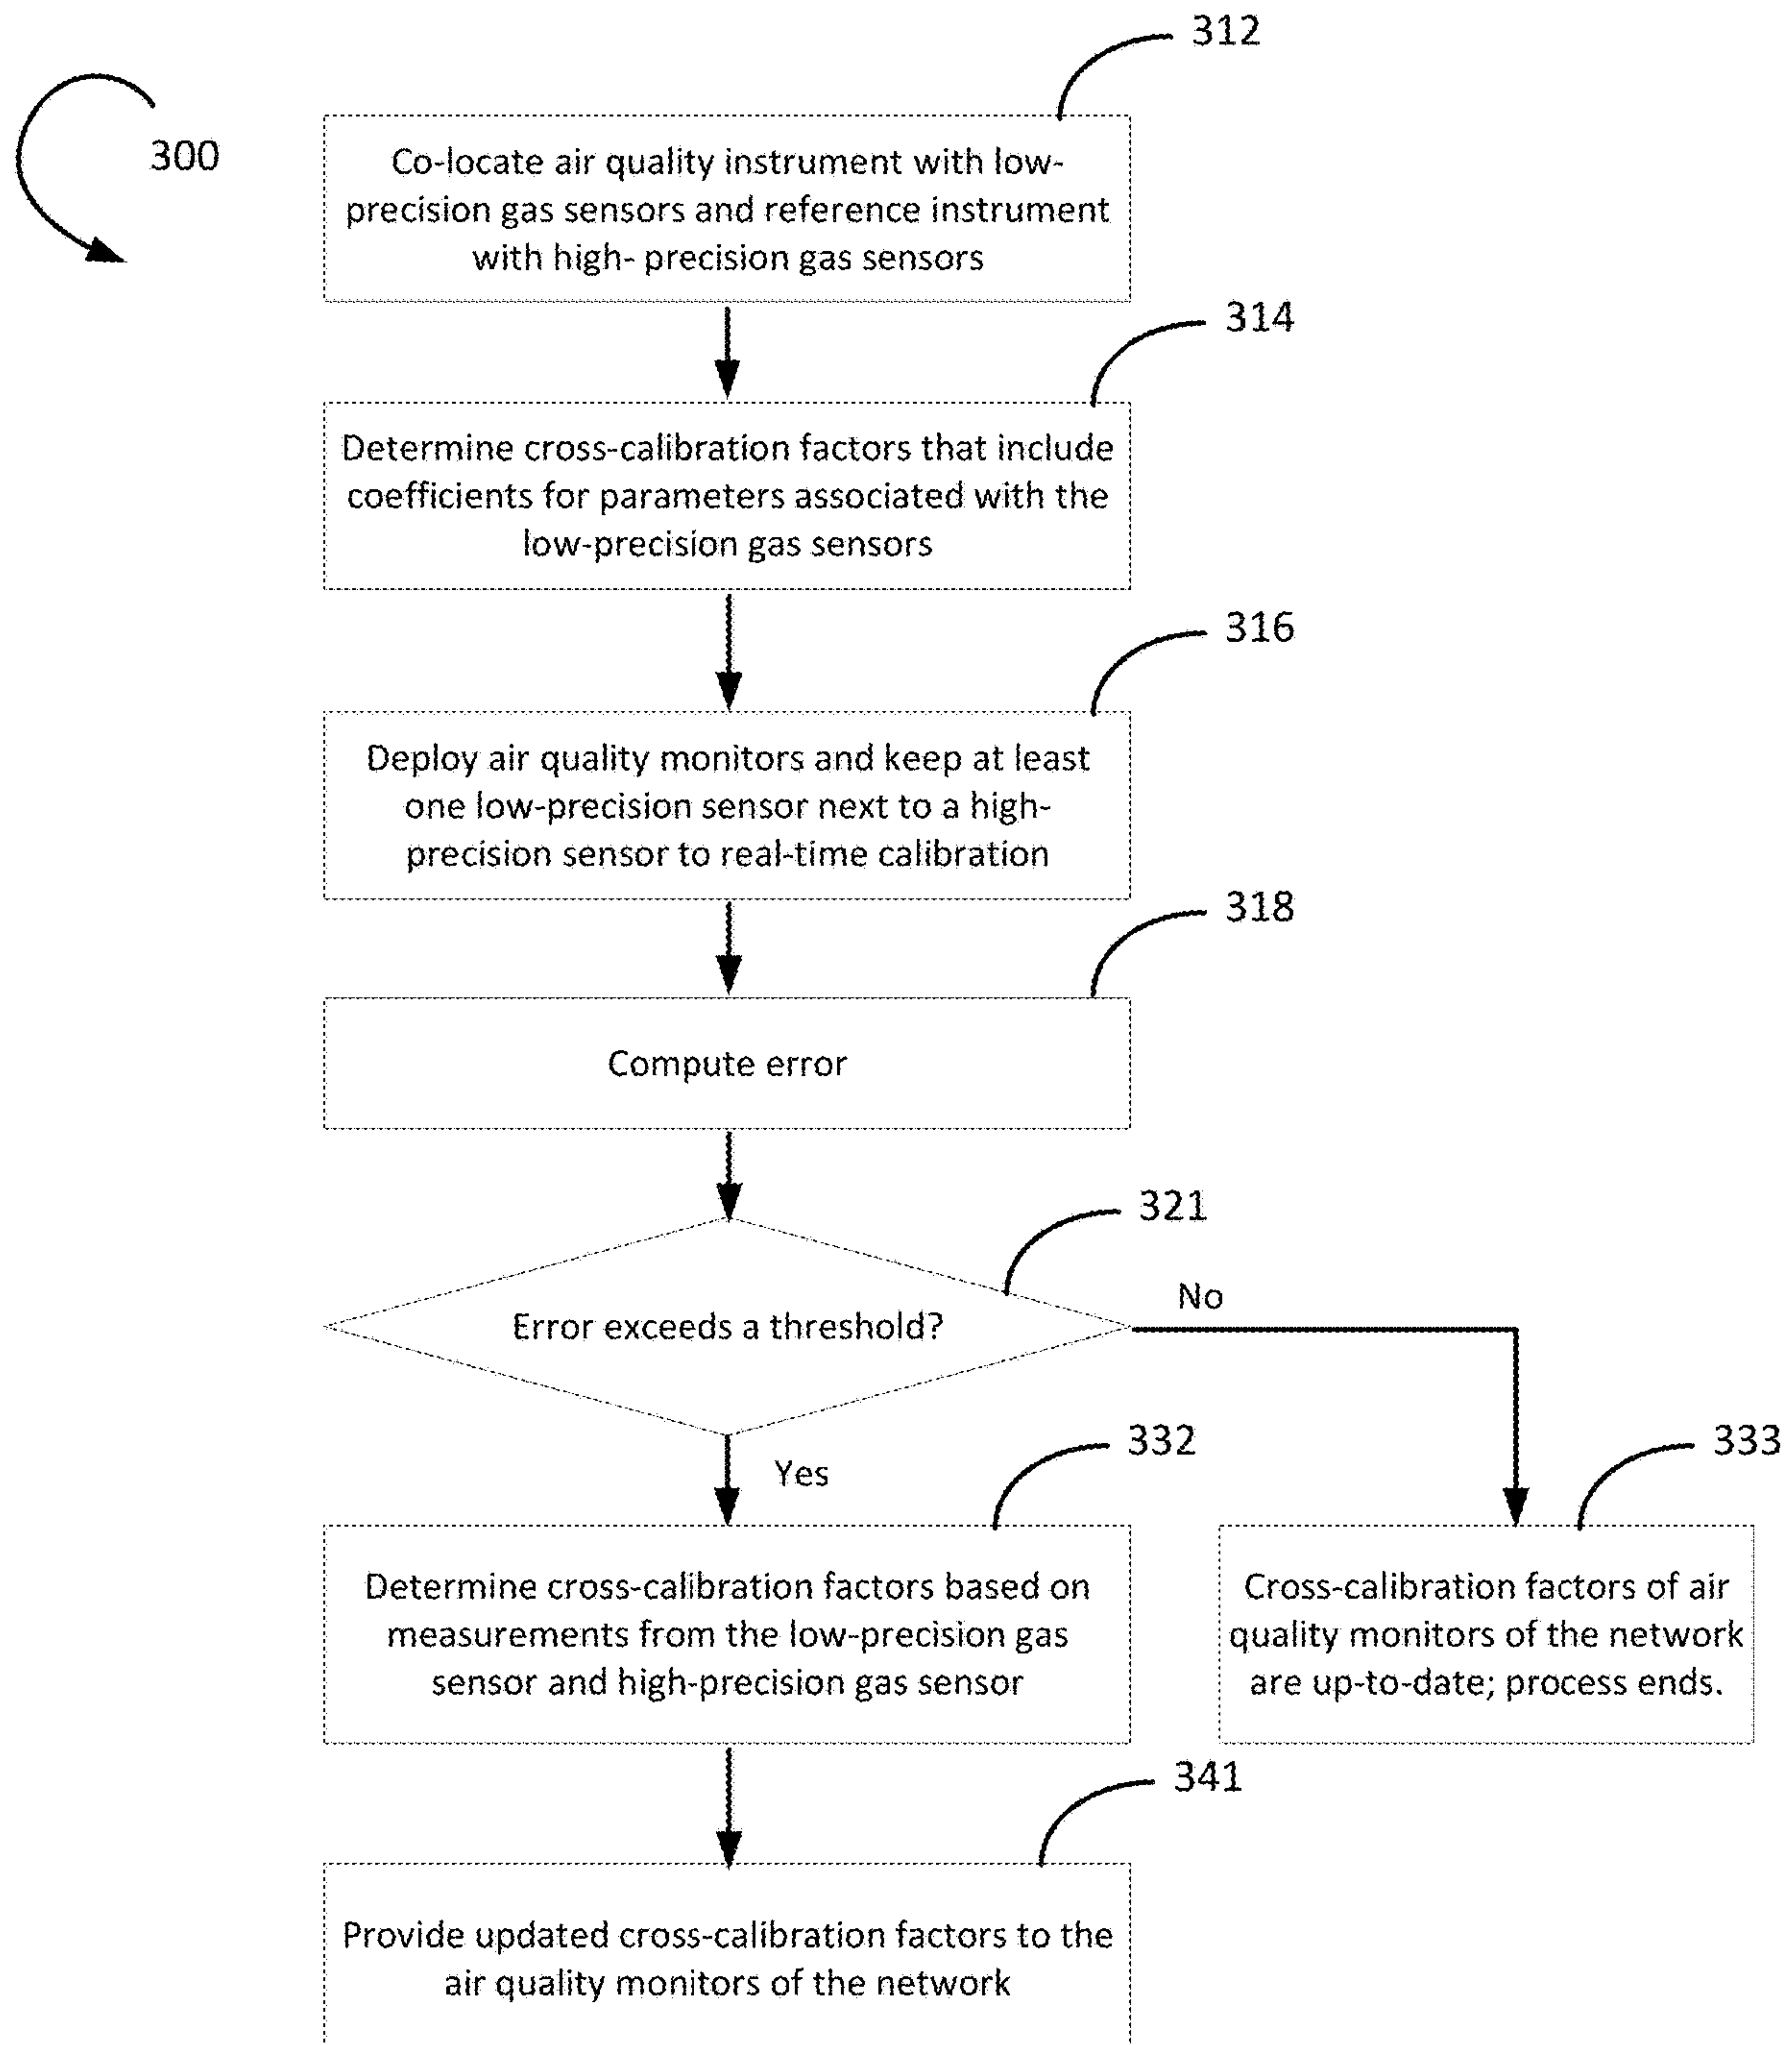 312
300
Co-locate air quality instrument with low-
precision gas sensors and reference instrument
with high- precision gas sensors
314
Determine cross-calibration factors that include
coefficients for parameters associated with the
low-precision gas sensors
316
Deploy air quality monitors and keep at least
one low-precision sensor next to a high-
precision sensor to real-time calibration
318
Compute error
321
Error exceeds a threshold?
No
Yes
332
333
Determine cross-calibration factors based on
measurements from the low-precision gas
sensor and high-precision gas sensor
Cross-calibration factors of air
quality monitors of the network
are up-to-date; process ends.
341
Provide updated cross-calibration factors to the
air quality monitors of the network